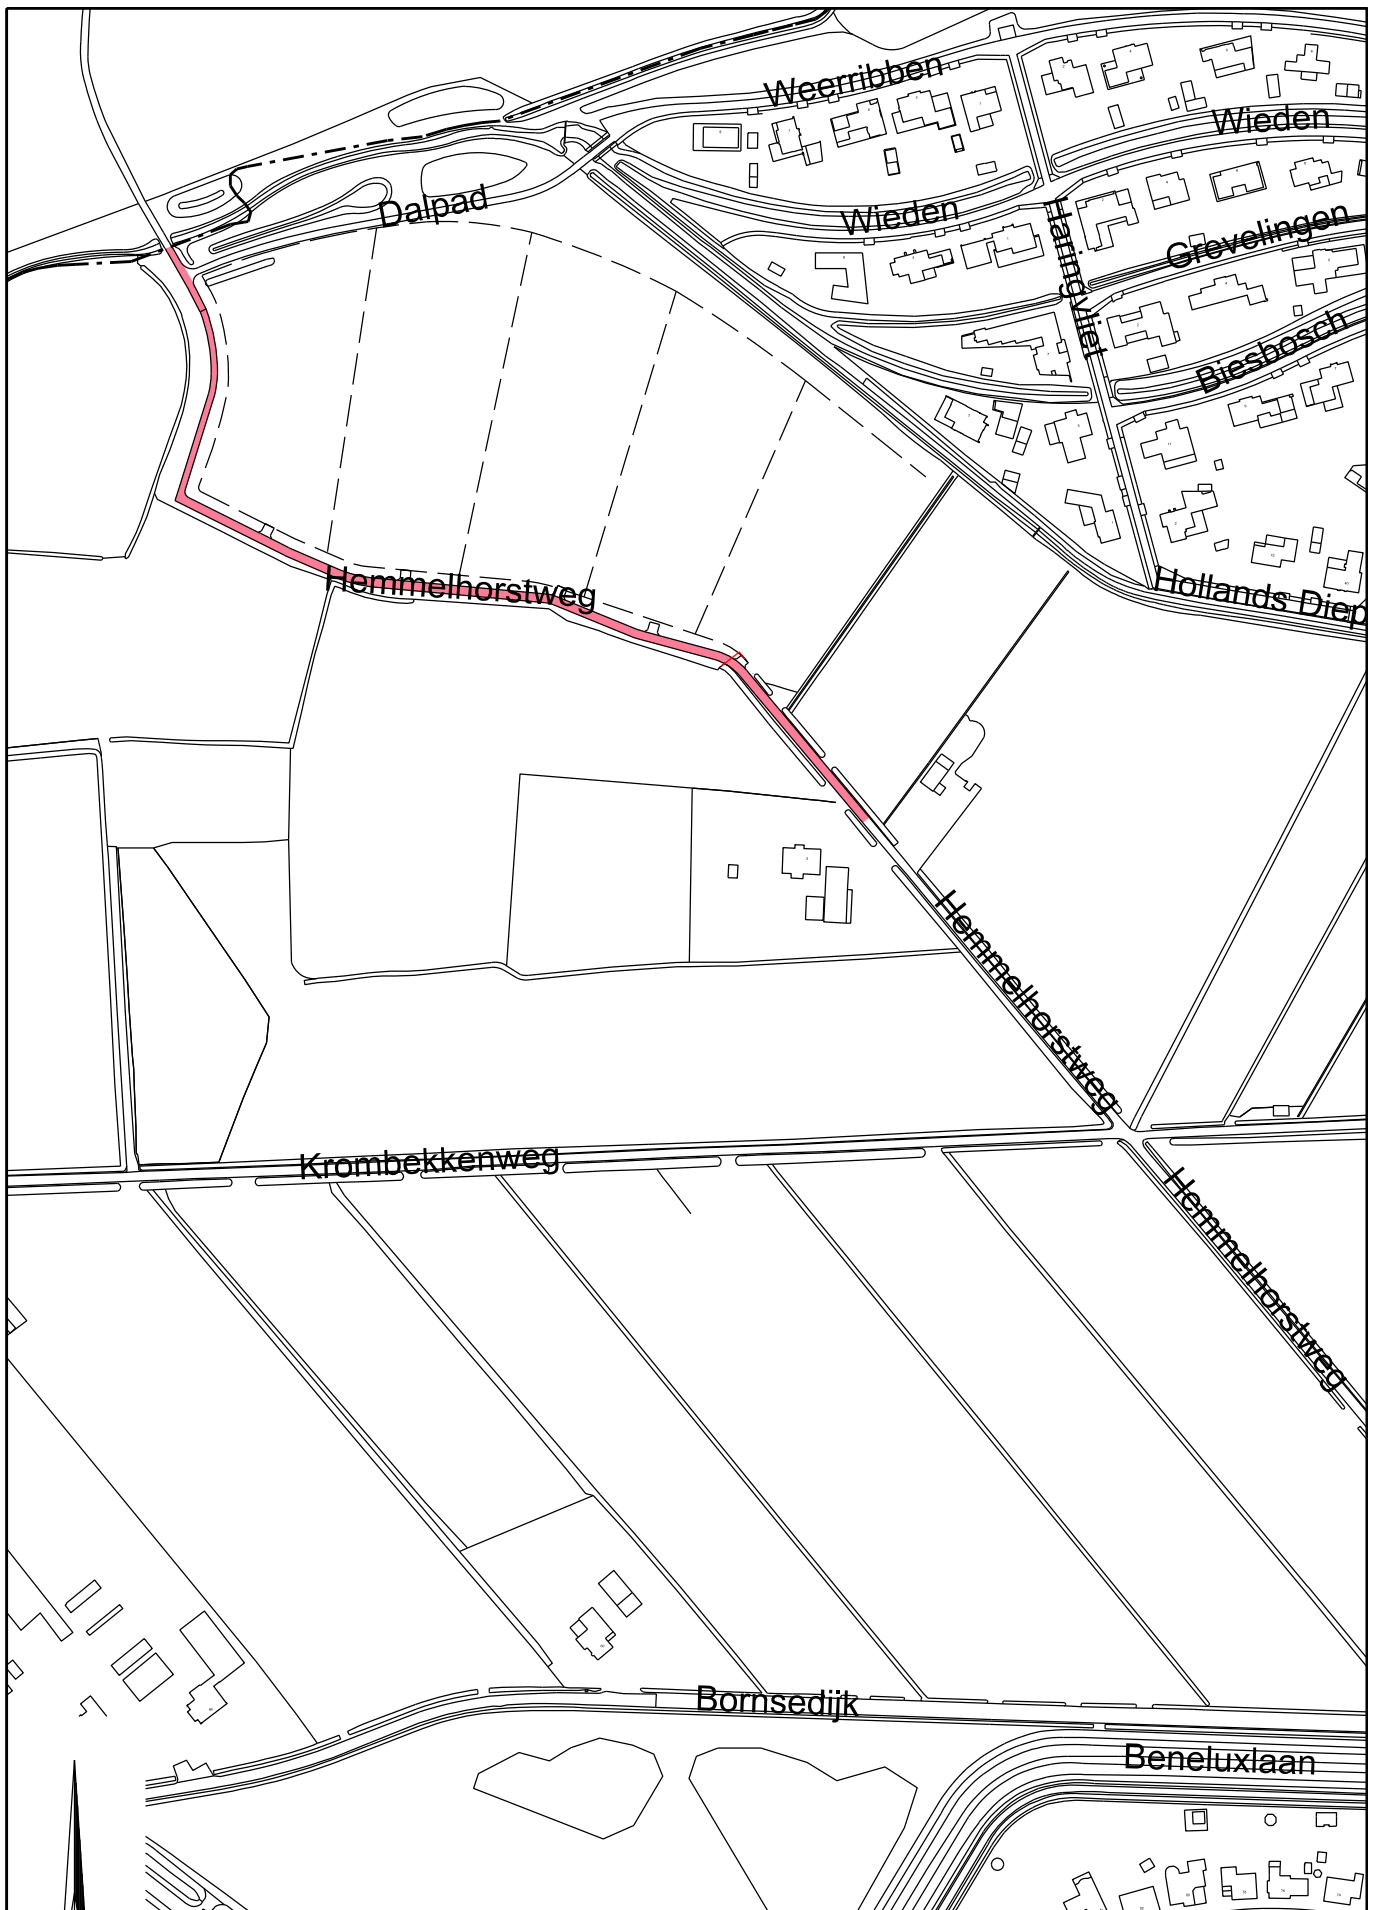 Weerribben
Wieden
Dalpad
Wieden
Haringvliet
Grevelingen
Biesbosch
Hemmelhorstweg
Hollands Diep
Hemmelhorstweg
Krombekkenweg
Hemmelhorstweg
Bornsedijk
Beneluxlaan